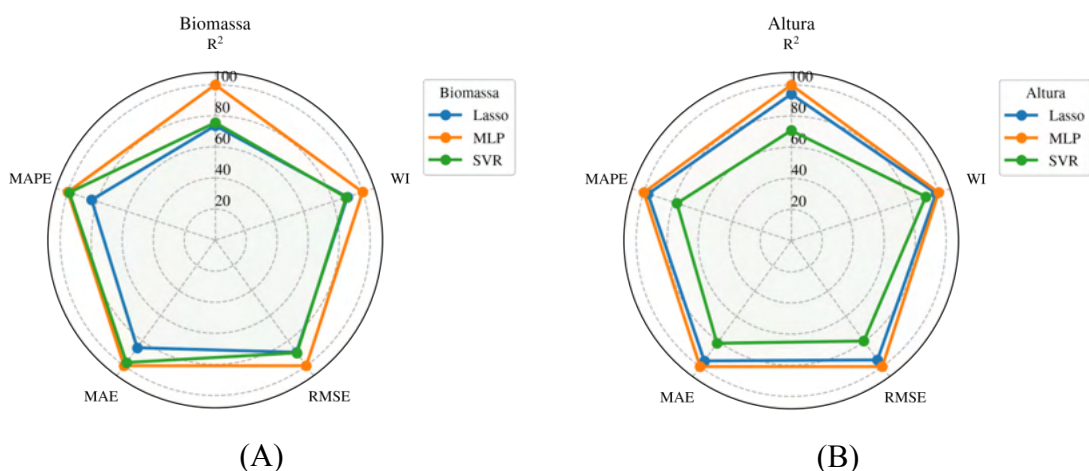 Biomassa
R²
100
80
60
40
20
MAPE
WI
MAE
RMSE
Biomassa
Lasso
MLP
SVR
(A)
Altura
R²
100
80
60
40
20
MAPE
WI
MAE
RMSE
Altura
Lasso
MLP
SVR
(B)